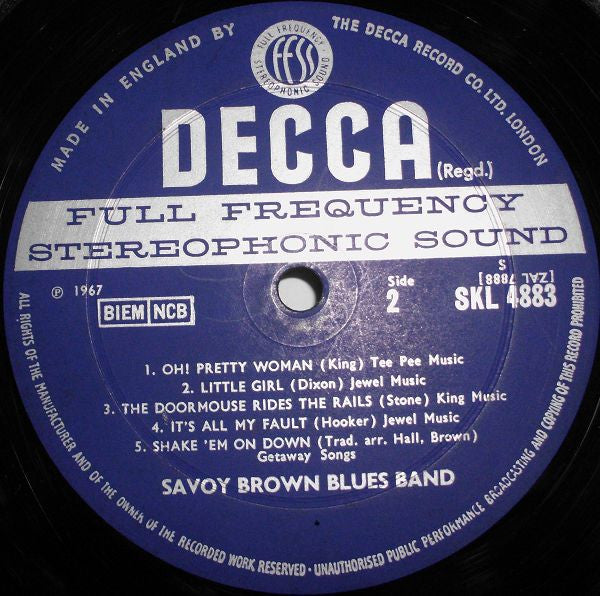 MADE IN ENGLAND BY
THE DECCA RECORD CO. LTD. LONDON
FULL FREQUENCY
STEREOPHONIC SOUND
FFSS
DECCA
(Regd.)
FULL FREQUENCY
STEREOPHONIC SOUND
℗ 1967
BIEM NCB
Side
2
S
[ZAL 7888]
SKL 4883
1. OH! PRETTY WOMAN (King) Tee Pee Music
2. LITTLE GIRL (Dixon) Jewel Music
3. THE DOORMOUSE RIDES THE RAILS (Stone) King Music
4. IT'S ALL MY FAULT (Hooker) Jewel Music
5. SHAKE 'EM ON DOWN (Trad. arr. Hall, Brown)
Getaway Songs
SAVOY BROWN BLUES BAND
ALL RIGHTS OF THE MANUFACTURER AND OF THE OWNER OF THE RECORDED WORK RESERVED · UNAUTHORISED PUBLIC PERFORMANCE BROADCASTING AND COPYING OF THIS RECORD PROHIBITED